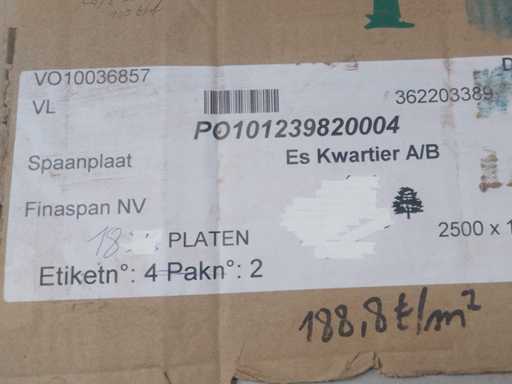 D
VO10036857
VL
362203389
PO101239820004
Spaanplaat
Es Kwartier A/B
Finaspan NV
18 PLATEN
2500 x 1
Etiketn°: 4 Pakn°: 2
188,8 €/m²